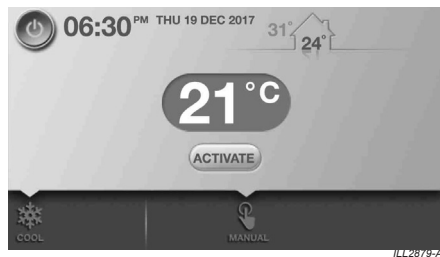 06:30 PM THU 19 DEC 2017
31°
24°
21°C
ACTIVATE
COOL MANUAL
ILL2879-A